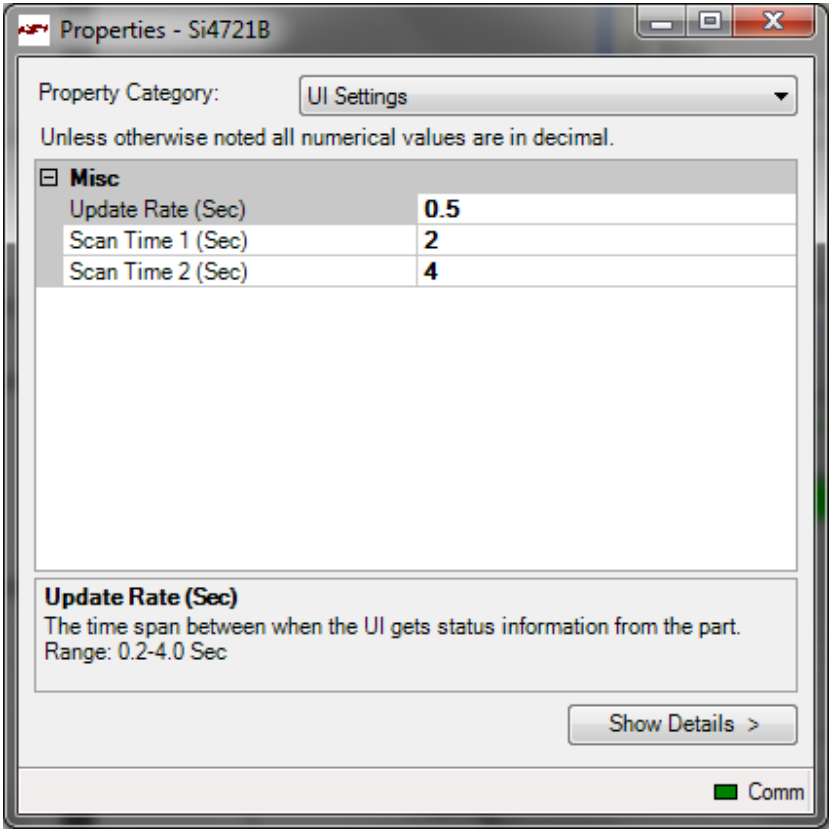 Properties - Si4721B
Property Category: UI Settings
Unless otherwise noted all numerical values are in decimal.
Misc
Update Rate (Sec) 0.5
Scan Time 1 (Sec) 2
Scan Time 2 (Sec) 4
Update Rate (Sec)
The time span between when the UI gets status information from the part.
Range: 0.2-4.0 Sec
Show Details >
Comm